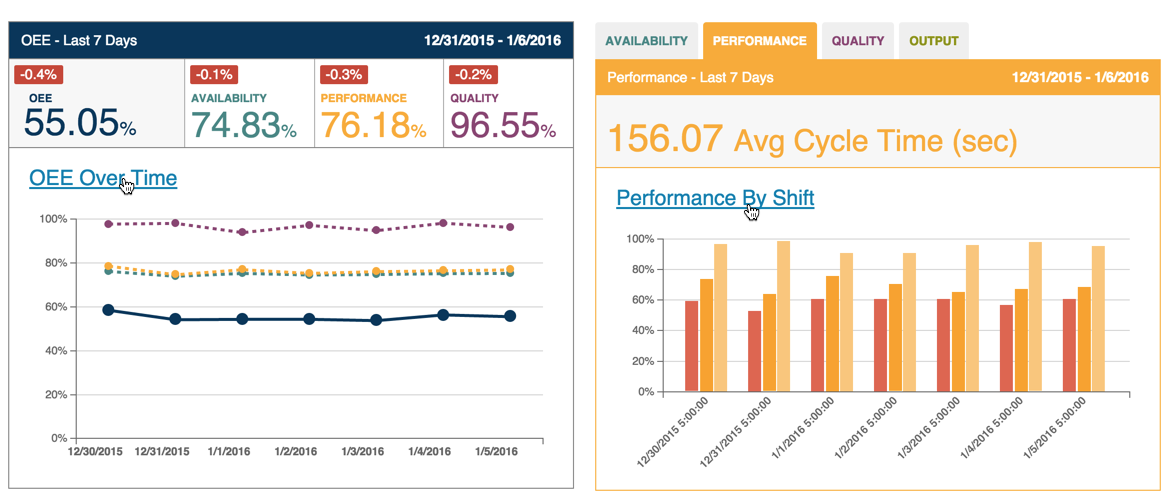 OEE - Last 7 Days 12/31/2015 - 1/6/2016
-0.4% -0.1% -0.3% -0.2%
OEE AVAILABILITY PERFORMANCE QUALITY
55.05% 74.83% 76.18% 96.55%
OEE Over Time
100%
80%
60%
40%
20%
0%
12/30/2015 12/31/2015 1/1/2016 1/2/2016 1/3/2016 1/4/2016 1/5/2016
AVAILABILITY PERFORMANCE QUALITY OUTPUT
Performance - Last 7 Days 12/31/2015 - 1/6/2016
156.07 Avg Cycle Time (sec)
Performance By Shift
100%
80%
60%
40%
20%
0%
12/30/2015 5:00:00
12/31/2015 5:00:00
1/1/2016 5:00:00
1/2/2016 5:00:00
1/3/2016 5:00:00
1/4/2016 5:00:00
1/5/2016 5:00:00